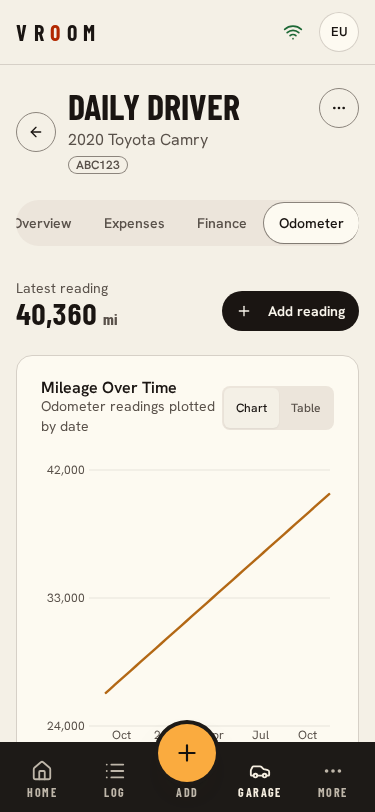 VROOM
EU
DAILY DRIVER
2020 Toyota Camry
ABC123
Overview Expenses Finance Odometer
Latest reading
40,360 mi
+ Add reading
Mileage Over Time
Odometer readings plotted
by date
Chart Table
42,000
33,000
24,000
Oct Jul Oct
HOME LOG ADD GARAGE MORE